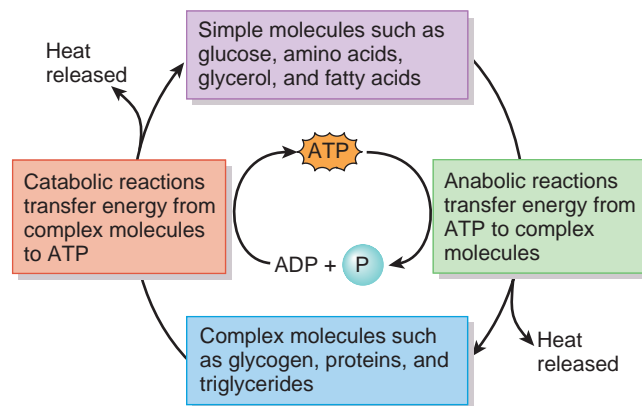 Simple molecules such as
glucose, amino acids,
glycerol, and fatty acids
Heat
released
ATP
Catabolic reactions
transfer energy from
complex molecules
to ATP
Anabolic reactions
transfer energy from
ATP to complex
molecules
ADP + P
Complex molecules such
as glycogen, proteins, and
triglycerides
Heat
released